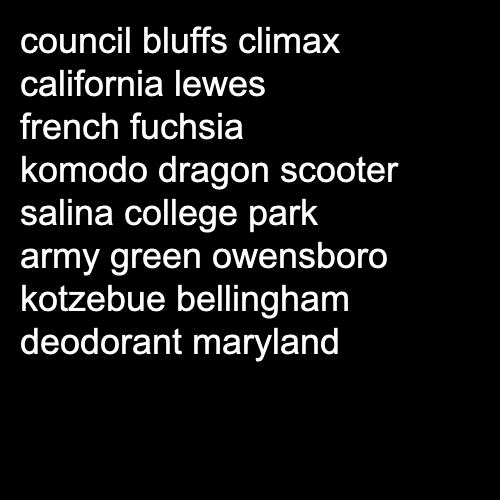 council bluffs climax
california lewes
french fuchsia
komodo dragon scooter
salina college park
army green owensboro
kotzebue bellingham
deodorant maryland